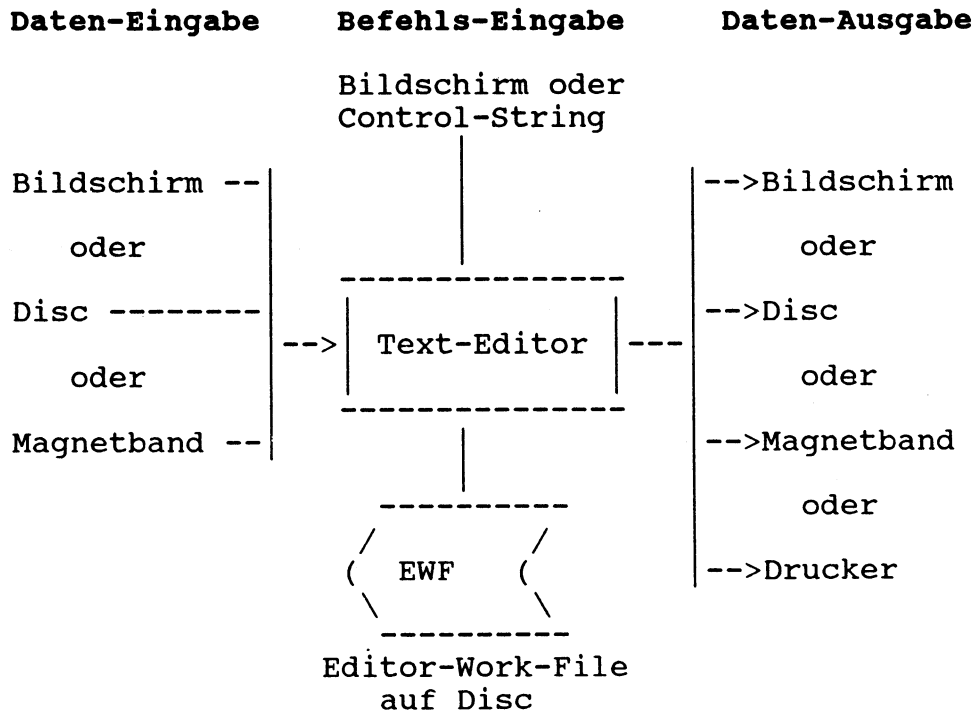 Daten-Eingabe Befehls-Eingabe Daten-Ausgabe
Bildschirm oder
Control-String
Bildschirm -- -->Bildschirm
oder oder
Disc -------- -->Disc
--> Text-Editor ---
oder oder
Magnetband -- -->Magnetband
oder
EWF -->Drucker
Editor-Work-File
auf Disc